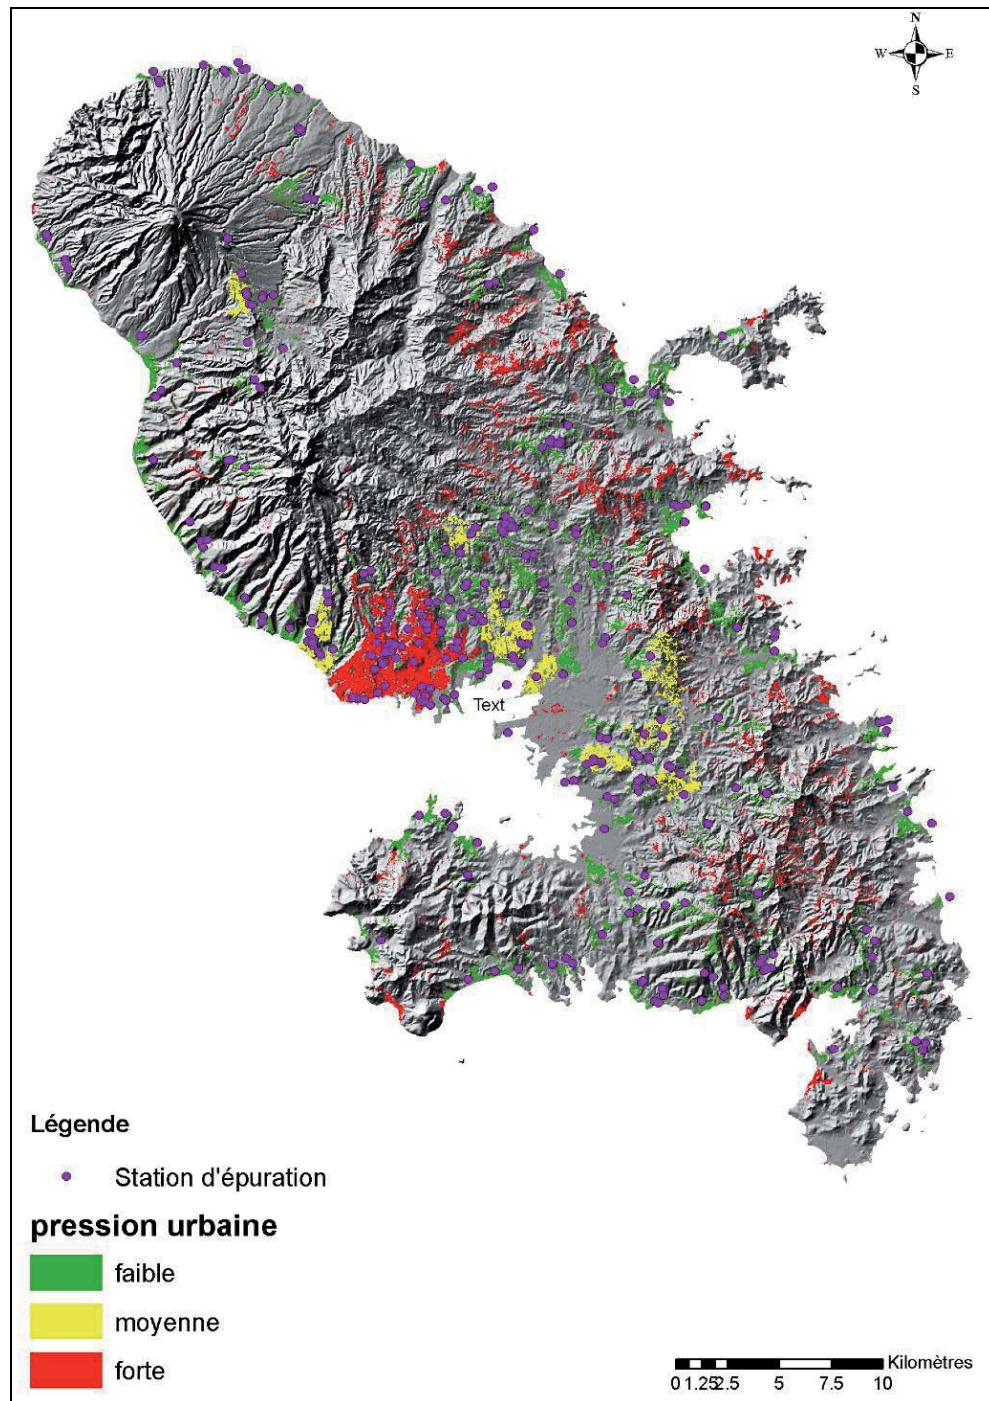 N
W E
S
Text
Légende
Station d'épuration
pression urbaine
faible
moyenne
forte
Kilomètres
0 1.25 2.5 5 7.5 10